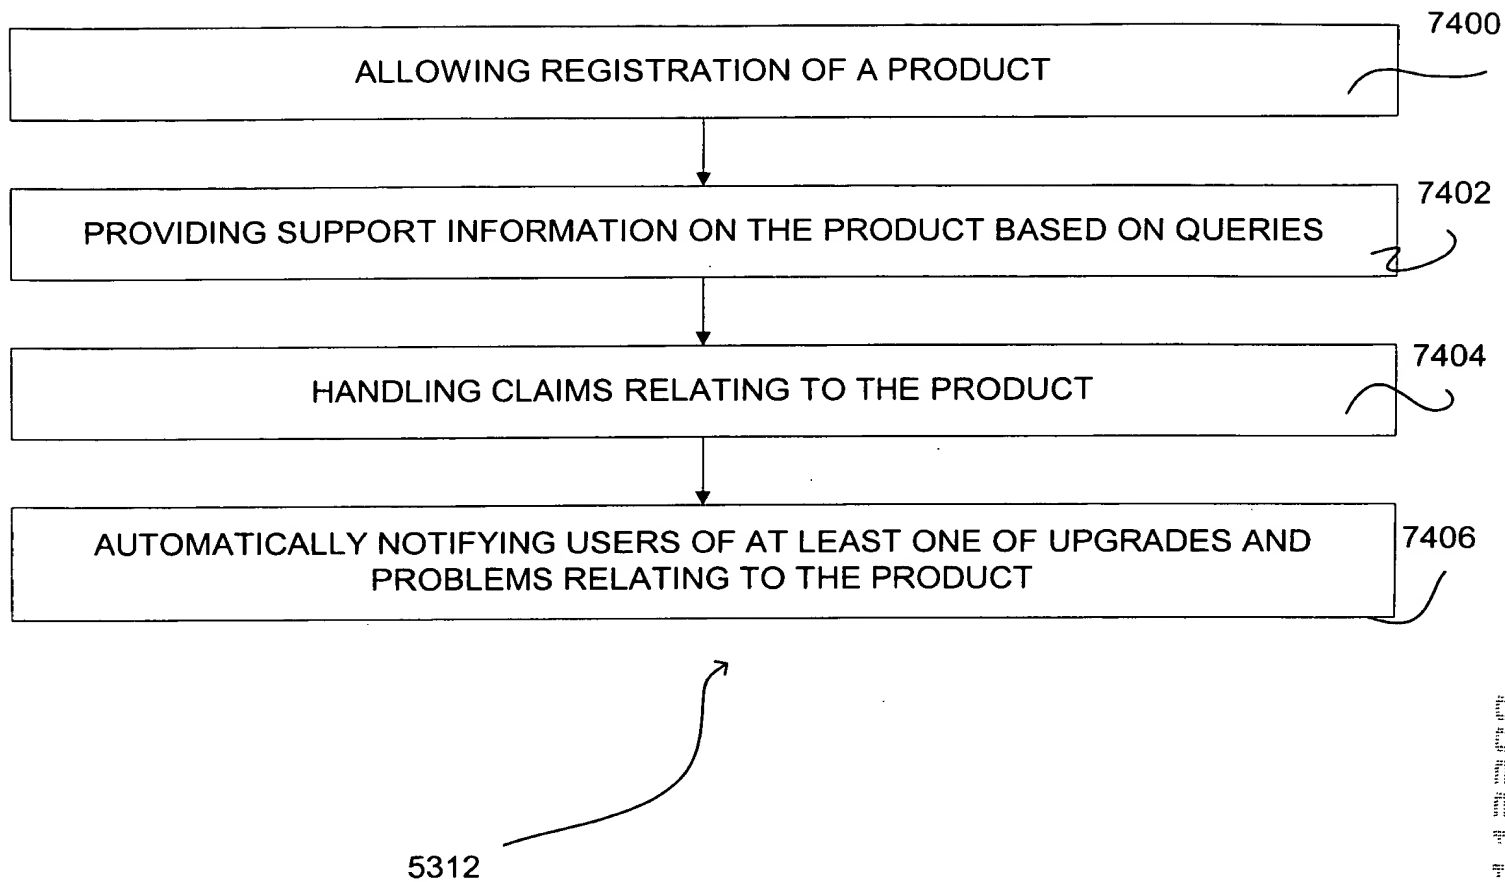 7400
ALLOWING REGISTRATION OF A PRODUCT
7402
PROVIDING SUPPORT INFORMATION ON THE PRODUCT BASED ON QUERIES
7404
HANDLING CLAIMS RELATING TO THE PRODUCT
7406
AUTOMATICALLY NOTIFYING USERS OF AT LEAST ONE OF UPGRADES AND
PROBLEMS RELATING TO THE PRODUCT
5312